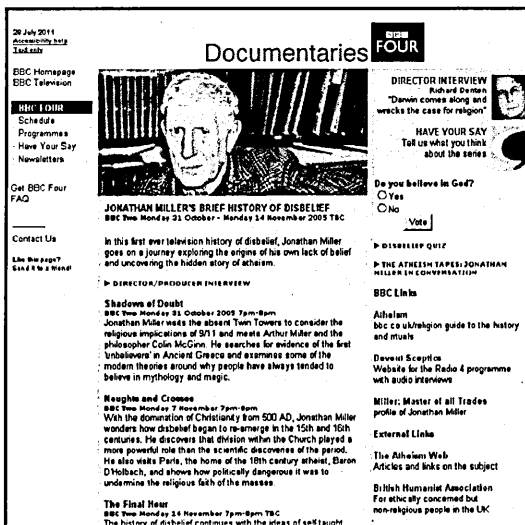 28 July 2011
Accessibility help
Text only
BBC Homepage
BBC Television
BBC FOUR
Schedule
Programmes
Have Your Say
Newsletters
Get BBC Four
FAQ
Contact Us
Like this page?
Send it to a friend!
Documentaries
BBC
FOUR
JONATHAN MILLER'S BRIEF HISTORY OF DISBELIEF
BBC Two Monday 31 October - Monday 14 November 2005 TBC
In this first ever television history of disbelief, Jonathan Miller
goes on a journey exploring the origins of his own lack of belief
and uncovering the hidden story of atheism.
DIRECTOR/PRODUCER INTERVIEW
Shadows of Doubt
BBC Two Monday 31 October 2005 7pm-8pm
Jonathan Miller visits the absent Twin Towers to consider the
religious implications of 9/11 and meets Arthur Miller and the
philosopher Colin McGinn. He searches for evidence of the first
'unbelievers' in Ancient Greece and examines some of the
modern theories around why people have always tended to
believe in mythology and magic.
Noughts and Crosses
BBC Two Monday 7 November 7pm-8pm
With the domination of Christianity from 500 AD, Jonathan Miller
wonders how disbelief began to re-emerge in the 15th and 16th
centuries. He discovers that division within the Church played a
more powerful role than the scientific discoveries of the period.
He also visits Paris, the home of the 18th century atheist, Baron
D'Holbach, and shows how politically dangerous it was to
undermine the religious faith of the masses.
The Final Hour
BBC Two Monday 14 November 7pm-8pm TBC
The history of disbelief continues with the ideas of self taught
DIRECTOR INTERVIEW
Richard Denton
"Darwin comes along and
wrecks the case for religion"
HAVE YOUR SAY
Tell us what you think
about the series
Do you believe in God?
Yes
No
Vote
DISBELIEF QUIZ
THE ATHEISM TAPES: JONATHAN
MILLER IN CONVERSATION
BBC Links
Atheism
bbc.co.uk/religion guide to the history
and rituals
Devout Sceptics
Website for the Radio 4 programme
with audio interviews
Miller: Master of all Trades
profile of Jonathan Miller
External Links
The Atheism Web
Articles and links on the subject
British Humanist Association
For ethically concerned but
non-religious people in the UK